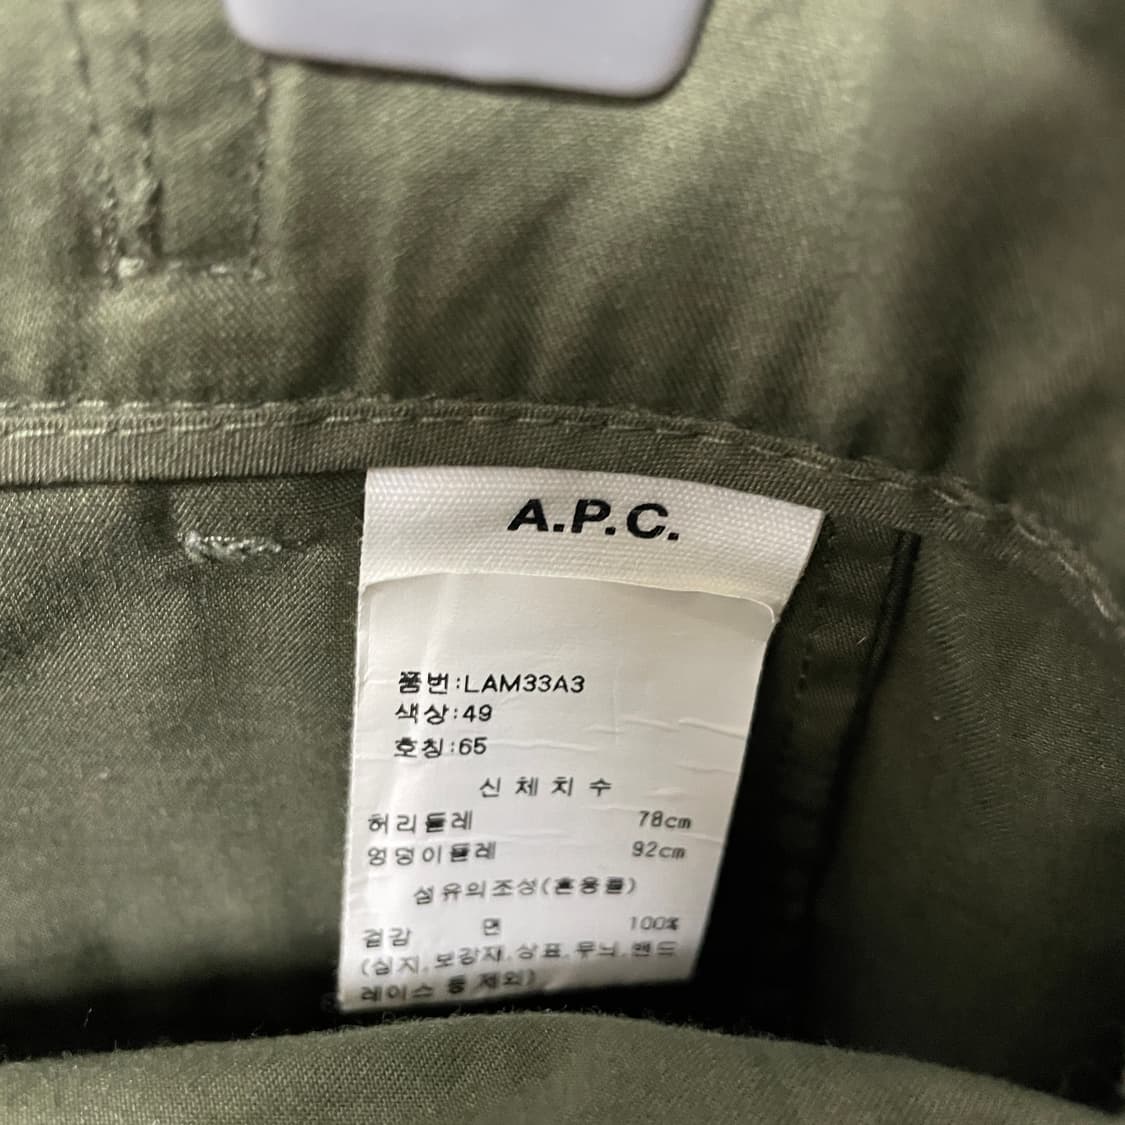 A.P.C.
품번:LAM33A3
색상:49
호칭:65
신체치수
허리둘레 78cm
엉덩이둘레 92cm
섬유의조성(혼용률)
겉감 면 100%
(심지,보강재,상표,무늬,밴드
레이스 등 제외)